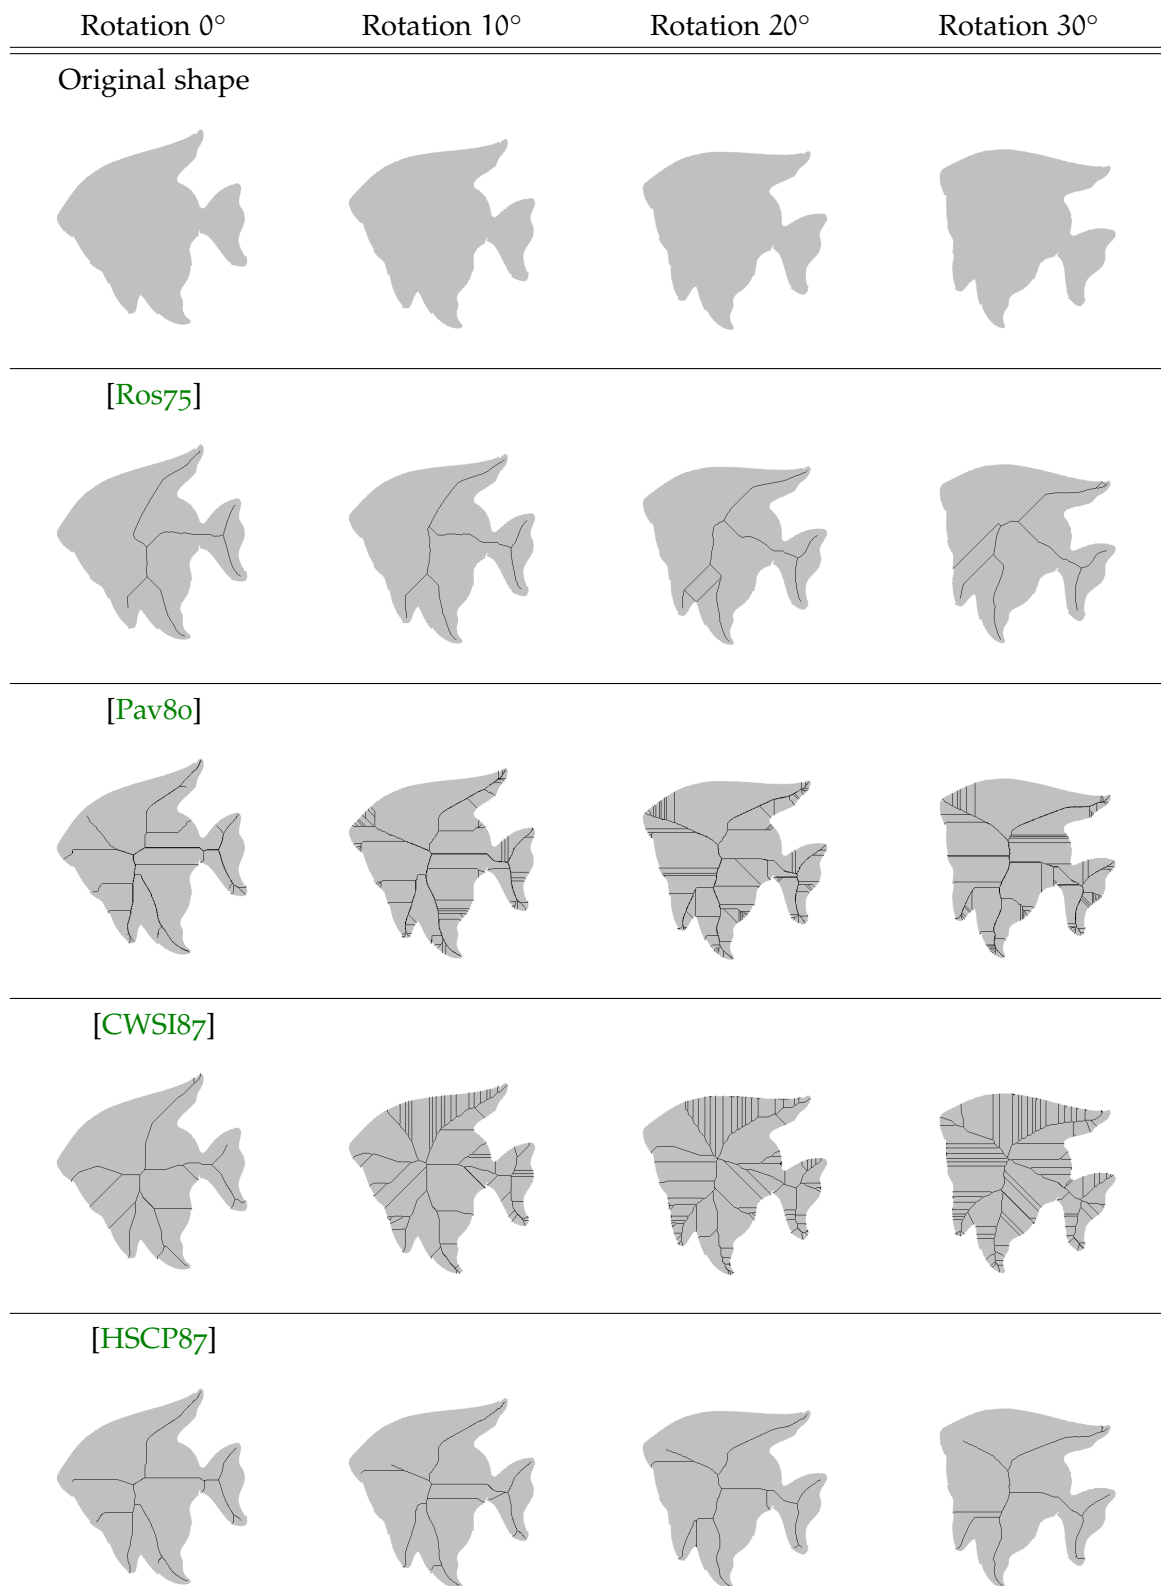 Rotation 0° Rotation 10° Rotation 20° Rotation 30°
Original shape
[Ros75]
[Pav80]
[CWSI87]
[HSCP87]